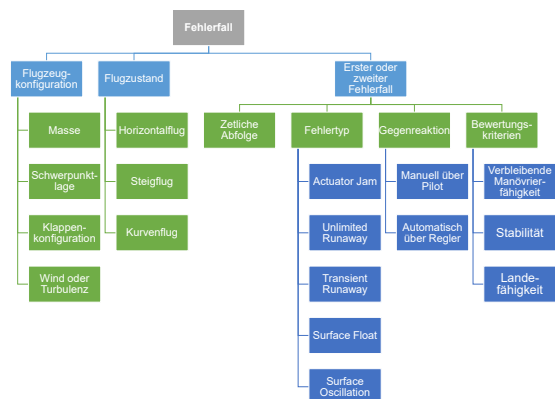 Fehlerfall
Flugzeug-
konfiguration
Flugzustand
Erster oder
zweiter
Fehlerfall
Masse
Schwerpunkt-
lage
Klappen-
konfiguration
Wind oder
Turbulenz
Horizontalflug
Steigflug
Kurvenflug
Zetliche
Abfolge
Fehlertyp
Gegenreaktion
Bewertungs-
kriterien
Actuator Jam
Unlimited
Runaway
Transient
Runaway
Surface Float
Surface
Oscillation
Manuell über
Pilot
Automatisch
über Regler
Verbleibende
Manövrier-
fähigkeit
Stabilität
Lande-
fähigkeit